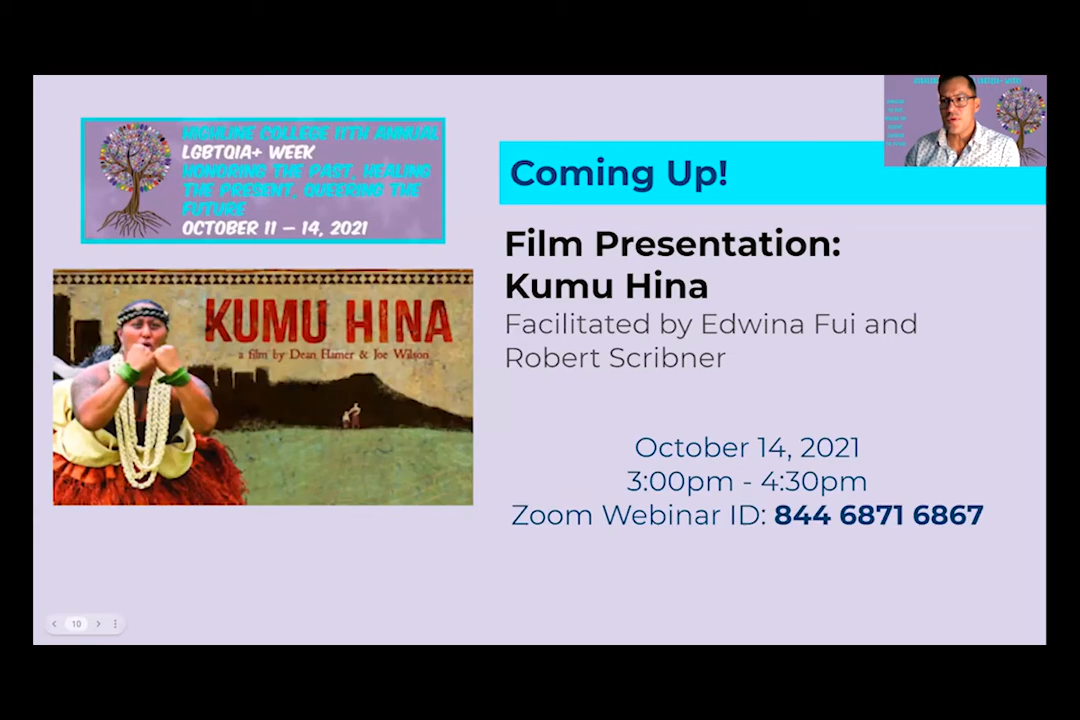 HIGHLINE COLLEGE 11TH ANNUAL
LGBTQIA+ WEEK
HONORING THE PAST, HEALING
THE PRESENT, QUEERING THE
FUTURE
OCTOBER 11 – 14, 2021
KUMU HINA
a film by Dean Hamer & Joe Wilson
Coming Up!
Film Presentation:
Kumu Hina
Facilitated by Edwina Fui and
Robert Scribner
October 14, 2021
3:00pm - 4:30pm
Zoom Webinar ID: 844 6871 6867
10